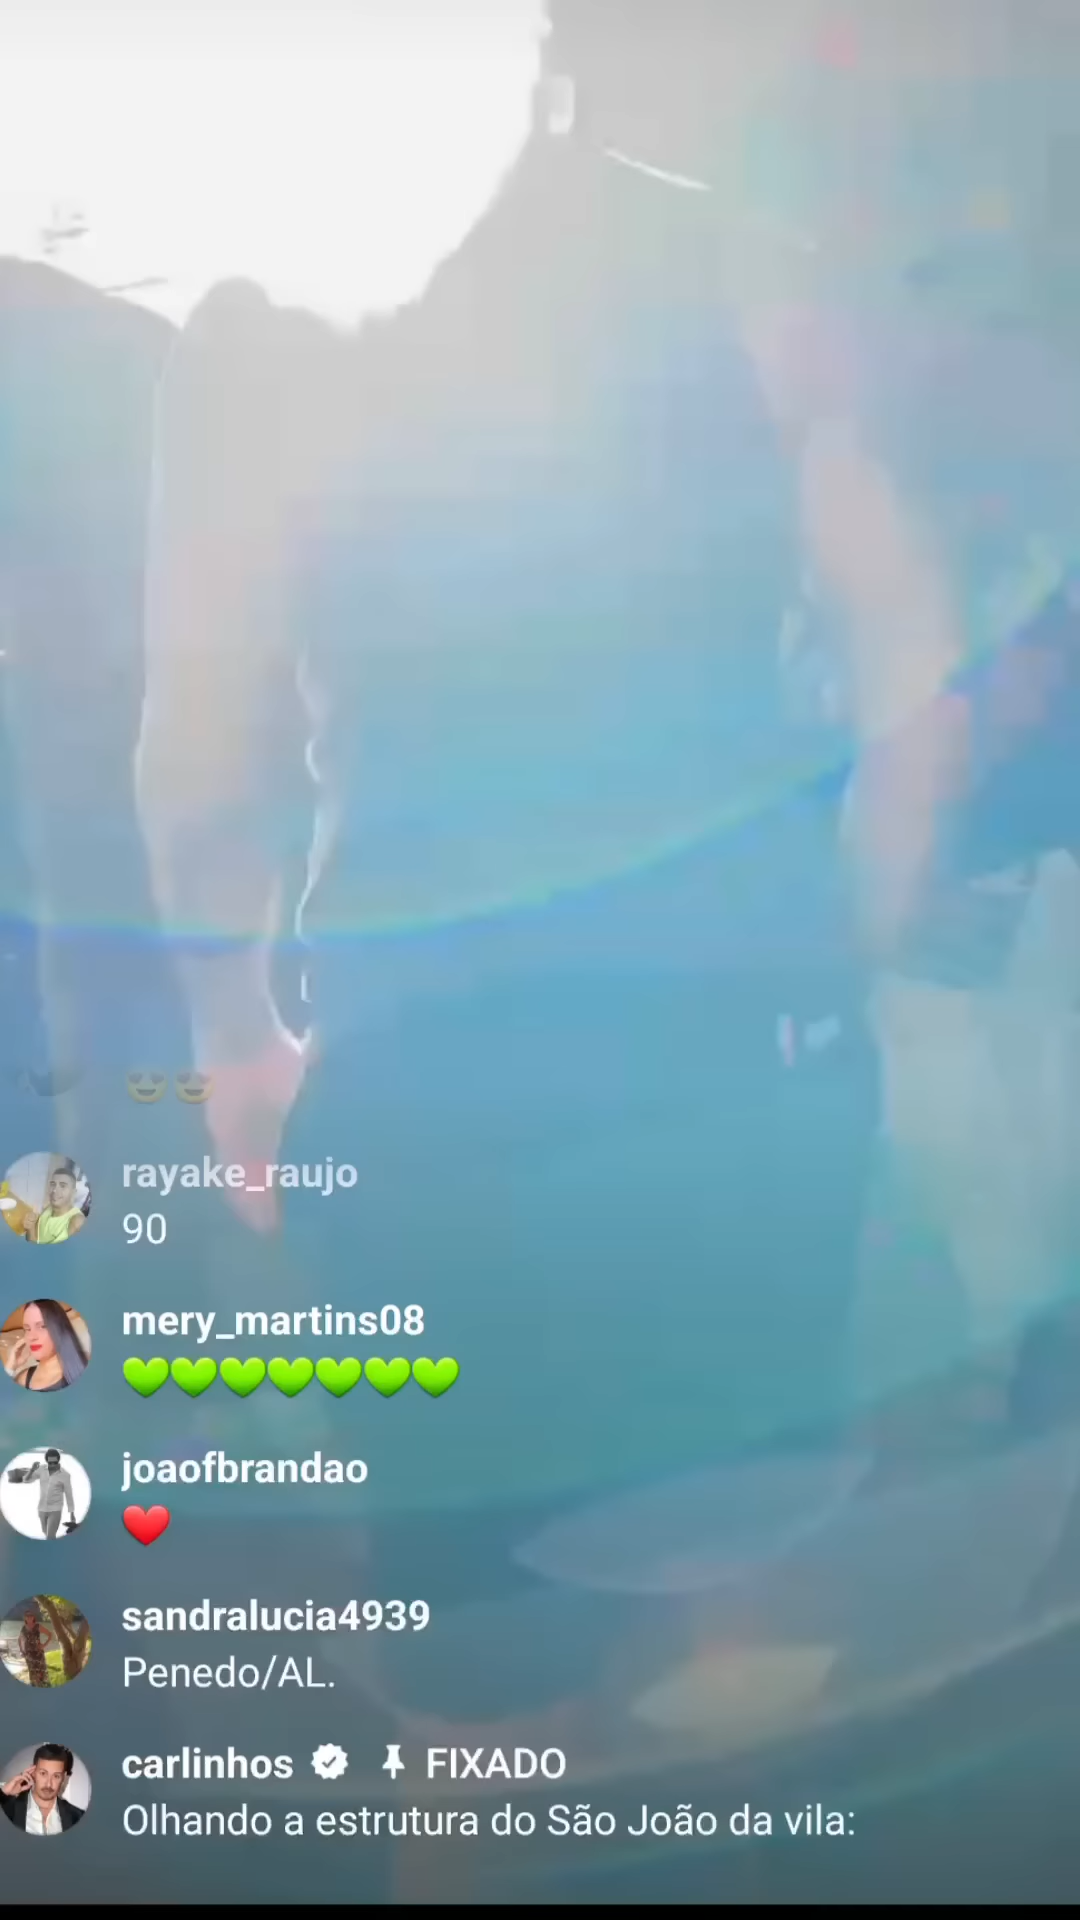 😍😍
rayake_raujo
90
mery_martins08
💚💚💚💚💚💚💚
joaofbrandao
❤️
sandralucia4939
Penedo/AL.
carlinhos FIXADO
Olhando a estrutura do São João da vila: